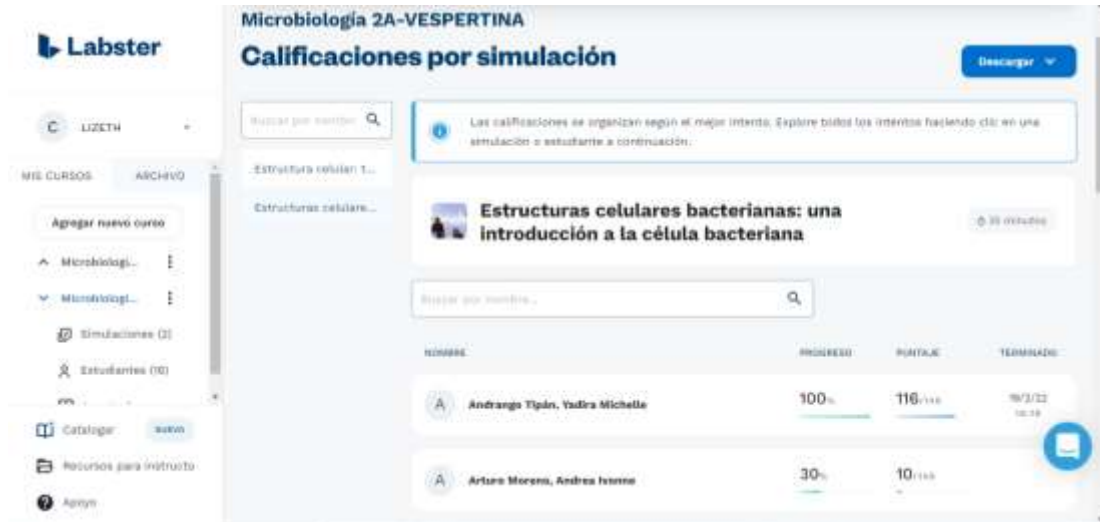 Labster
C LIZETH
MIS CURSOS ARCHIVO
Agregar nuevo curso
Microbiologí...
Microbiologí...
Simulaciones (2)
Estudiantes (16)
Catalogar NUEVO
Recursos para instructo
Apoyo
Microbiología 2A-VESPERTINA
Calificaciones por simulación
Descargar
Buscar por nombre
Estructura celular: t...
Estructuras celulare...
Las calificaciones se organizan según el mejor intento. Explore todos los intentos haciendo clic en una
simulación o estudiante a continuación.
Estructuras celulares bacterianas: una
introducción a la célula bacteriana
minutos
Buscar por nombre...
NOMBRE PROGRESO PUNTAJE TERMINADO
A Andrango Tipán, Yadira Michelle 100% 116
A Arturo Moreno, Andrea Ivonne 30% 10